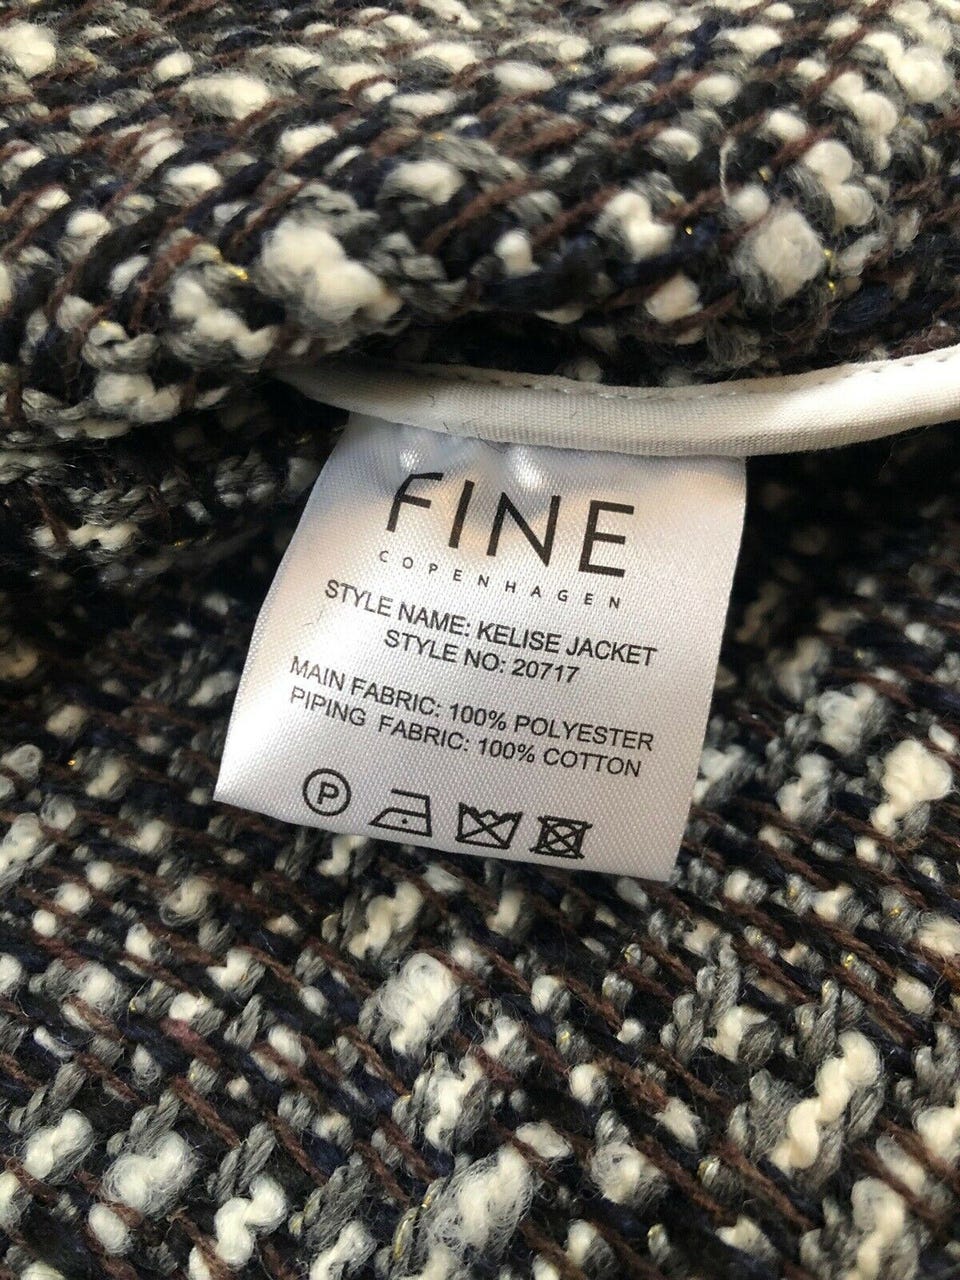 FINE
COPENHAGEN
STYLE NAME: KELISE JACKET
STYLE NO: 20717
MAIN FABRIC: 100% POLYESTER
PIPING FABRIC: 100% COTTON
P